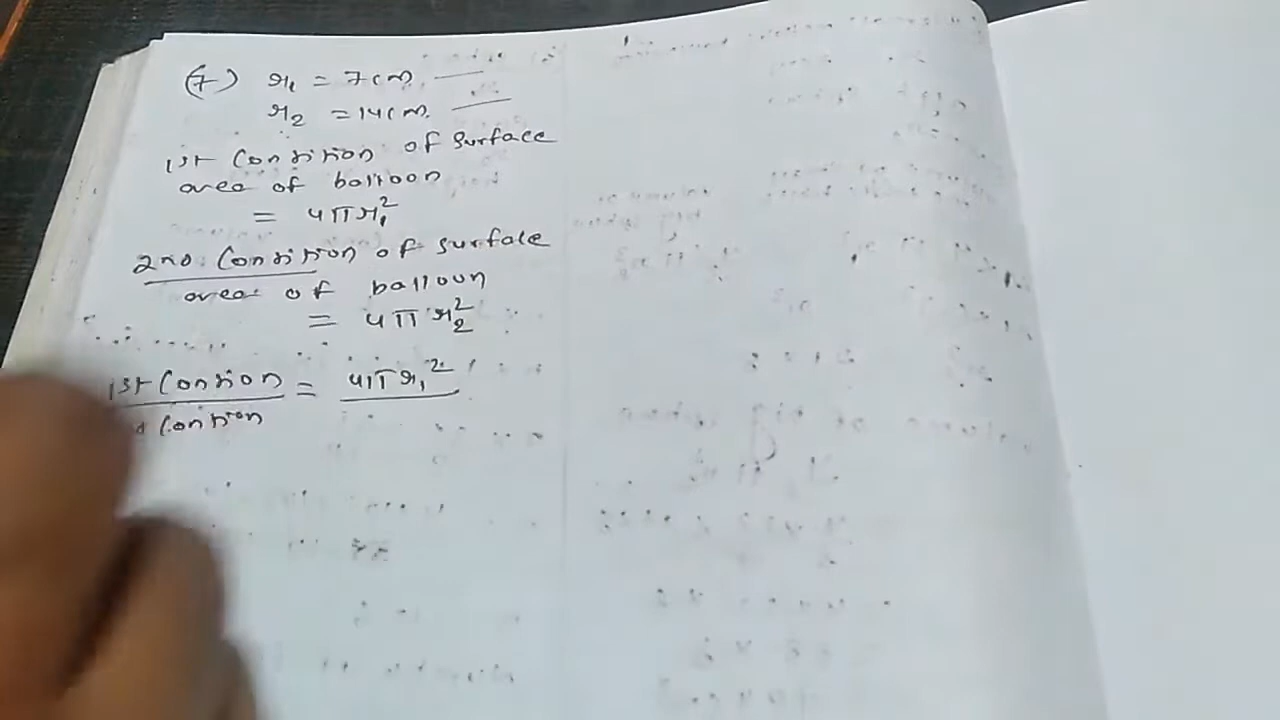 (7) r₁ = 7cm
r₂ = 14cm.
1st Condition of surface
area of balloon
= 4πr₁²
2nd Condition of surface
area of balloon
= 4πr₂²
1st Condition = 4πr₁²
Condition